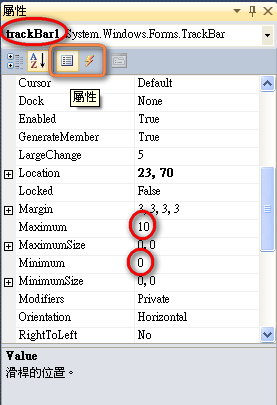 屬性
trackBar1 System.Windows.Forms.TrackBar
屬性
Cursor Default
Dock None
Enabled True
GenerateMember True
LargeChange 5
Location 23, 70
Locked False
Margin 3, 3, 3, 3
Maximum 10
MaximumSize 0, 0
Minimum 0
MinimumSize 0, 0
Modifiers Private
Orientation Horizontal
RightToLeft No
Value
滑桿的位置。